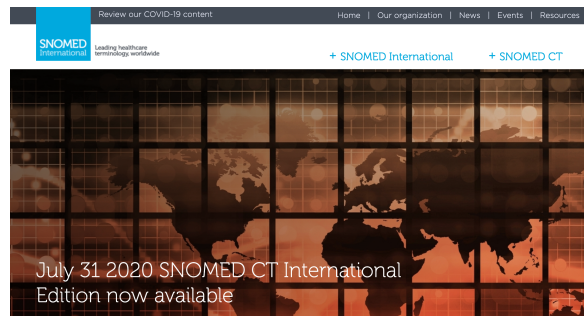 Review our COVID-19 content
Home | Our organization | News | Events | Resources
SNOMED
International
Leading healthcare
terminology, worldwide
+ SNOMED International
+ SNOMED CT
July 31 2020 SNOMED CT International
Edition now available